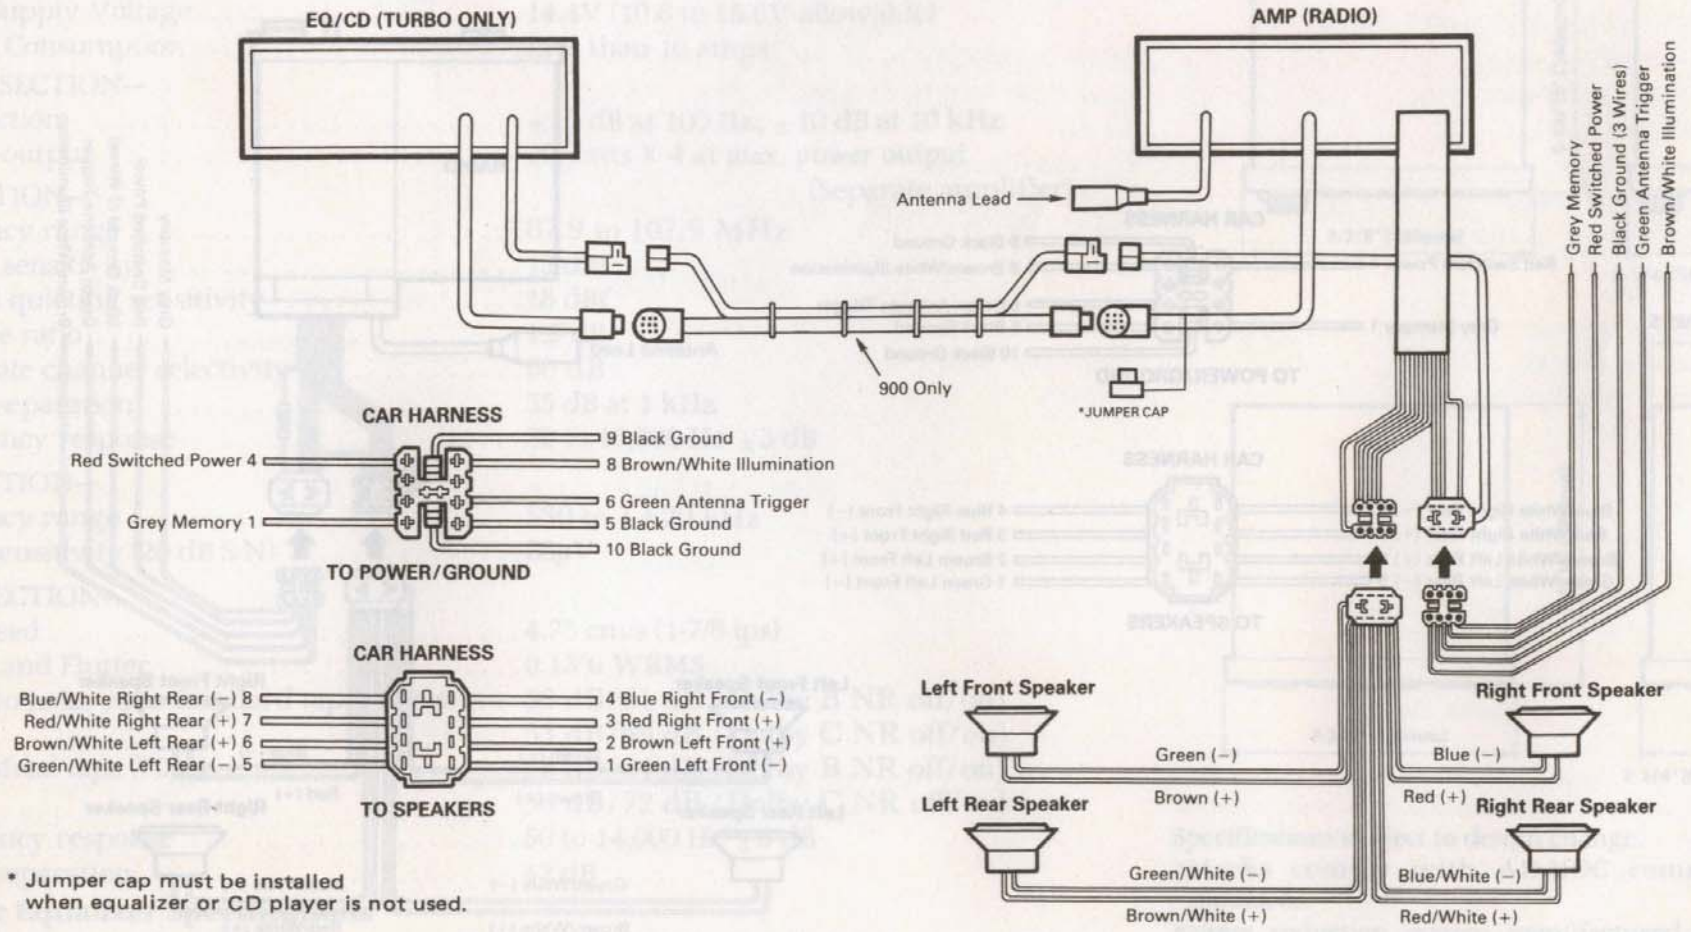 EQ/CD (TURBO ONLY)
AMP (RADIO)
Grey Memory
Red Switched Power
Black Ground (3 Wires)
Green Antenna Trigger
Brown/White Illumination
Antenna Lead
900 Only
*JUMPER CAP
CAR HARNESS
Red Switched Power 4
Grey Memory 1
9 Black Ground
8 Brown/White Illumination
6 Green Antenna Trigger
5 Black Ground
10 Black Ground
TO POWER/GROUND
CAR HARNESS
Blue/White Right Rear (−) 8
Red/White Right Rear (+) 7
Brown/White Left Rear (+) 6
Green/White Left Rear (−) 5
4 Blue Right Front (−)
3 Red Right Front (+)
2 Brown Left Front (+)
1 Green Left Front (−)
TO SPEAKERS
Left Front Speaker
Right Front Speaker
Green (−)
Blue (−)
Brown (+)
Red (+)
Left Rear Speaker
Right Rear Speaker
Green/White (−)
Blue/White (−)
Brown/White (+)
Red/White (+)
* Jumper cap must be installed
when equalizer or CD player is not used.